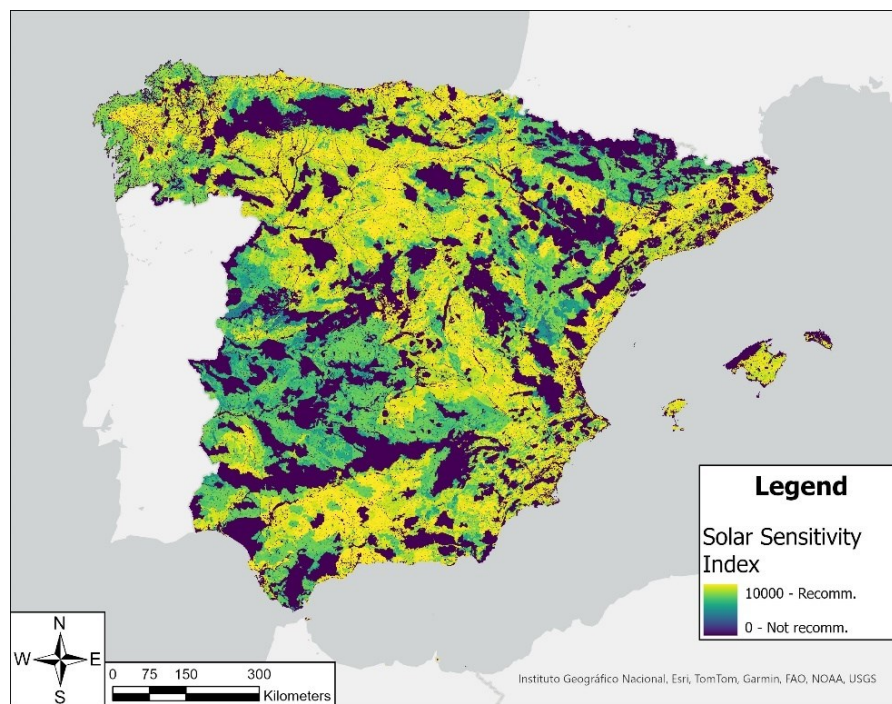 Legend
Solar Sensitivity
Index
10000 - Recomm.
0 - Not recomm.
N
W E
S
0 75 150 300
Kilometers
Instituto Geográfico Nacional, Esri, TomTom, Garmin, FAO, NOAA, USGS